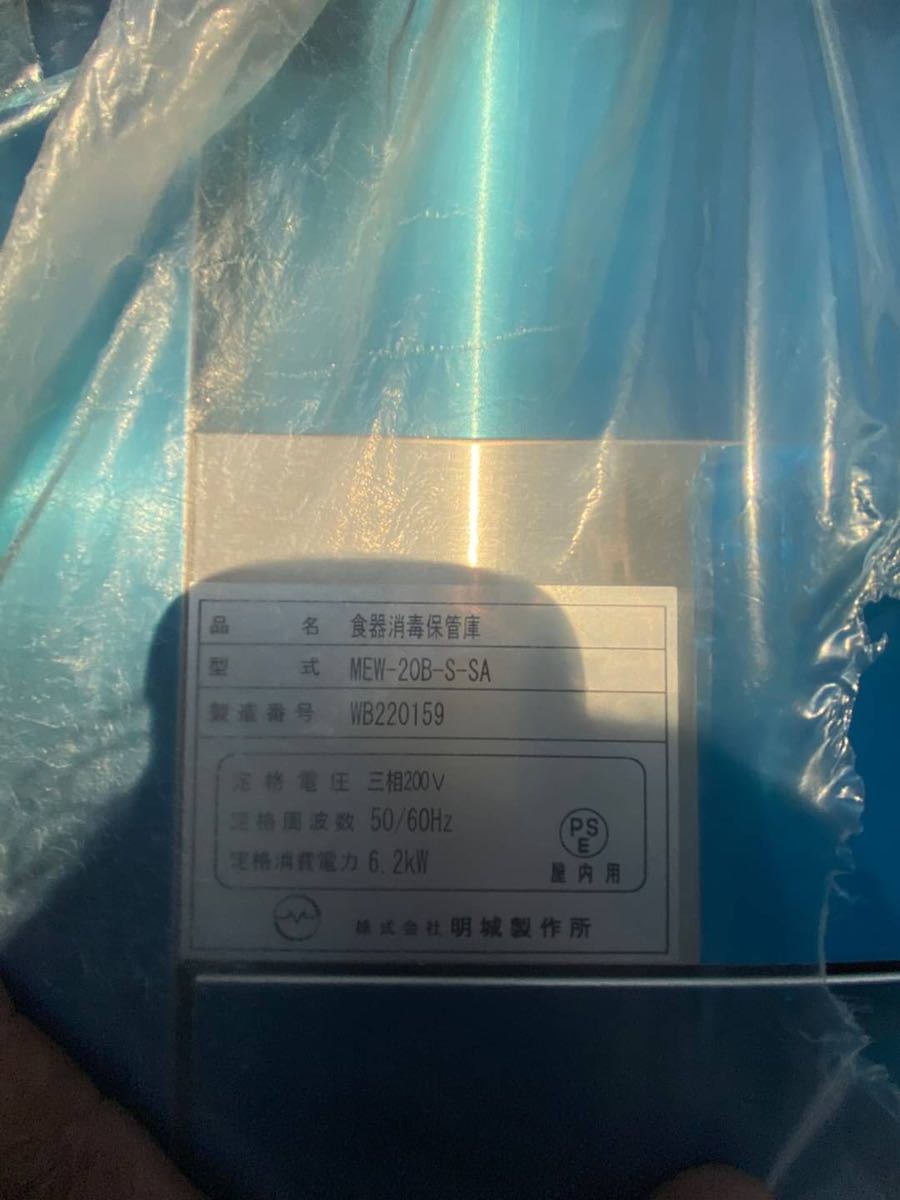 品名 食器消毒保管庫
型式 MEW-20B-S-SA
製造番号 WB220159
定格電圧 三相200V
定格周波数 50/60Hz
定格消費電力 6.2kW
PS
E
屋内用
株式会社 明城製作所